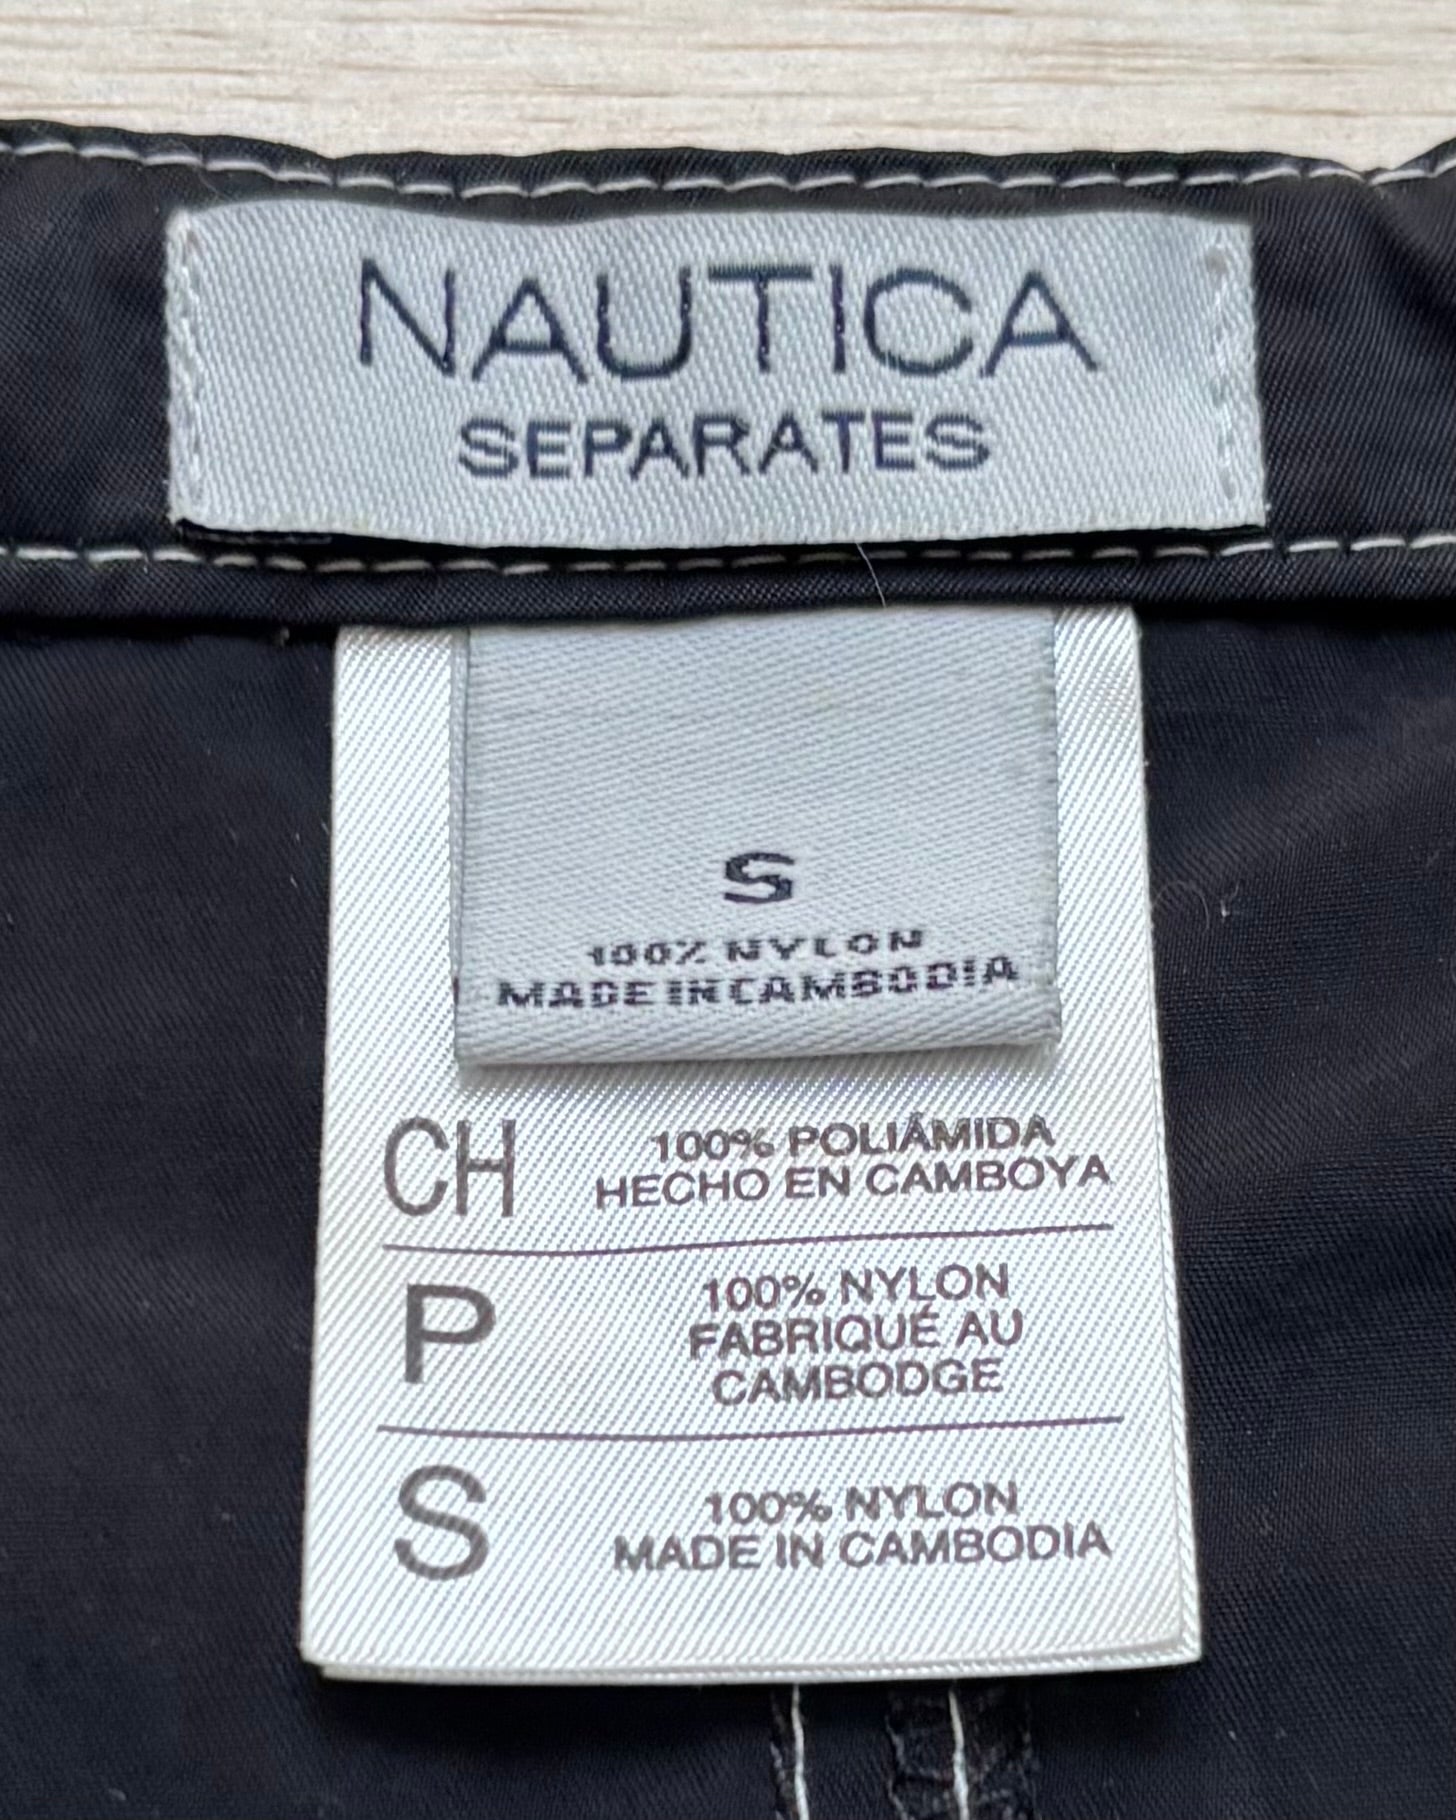 NAUTICA
SEPARATES
S
100% NYLON
MADE IN CAMBODIA
CH
100% POLIÁMIDA
HECHO EN CAMBOYA
P
100% NYLON
FABRIQUÉ AU
CAMBODGE
S
100% NYLON
MADE IN CAMBODIA